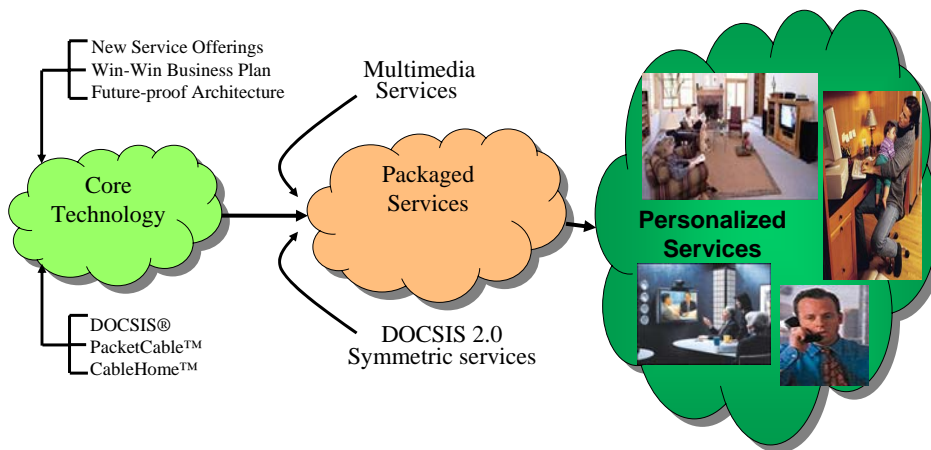 New Service Offerings
Win-Win Business Plan
Future-proof Architecture
Core
Technology
DOCSIS®
PacketCable™
CableHome™
Multimedia
Services
Packaged
Services
DOCSIS 2.0
Symmetric services
Personalized
Services